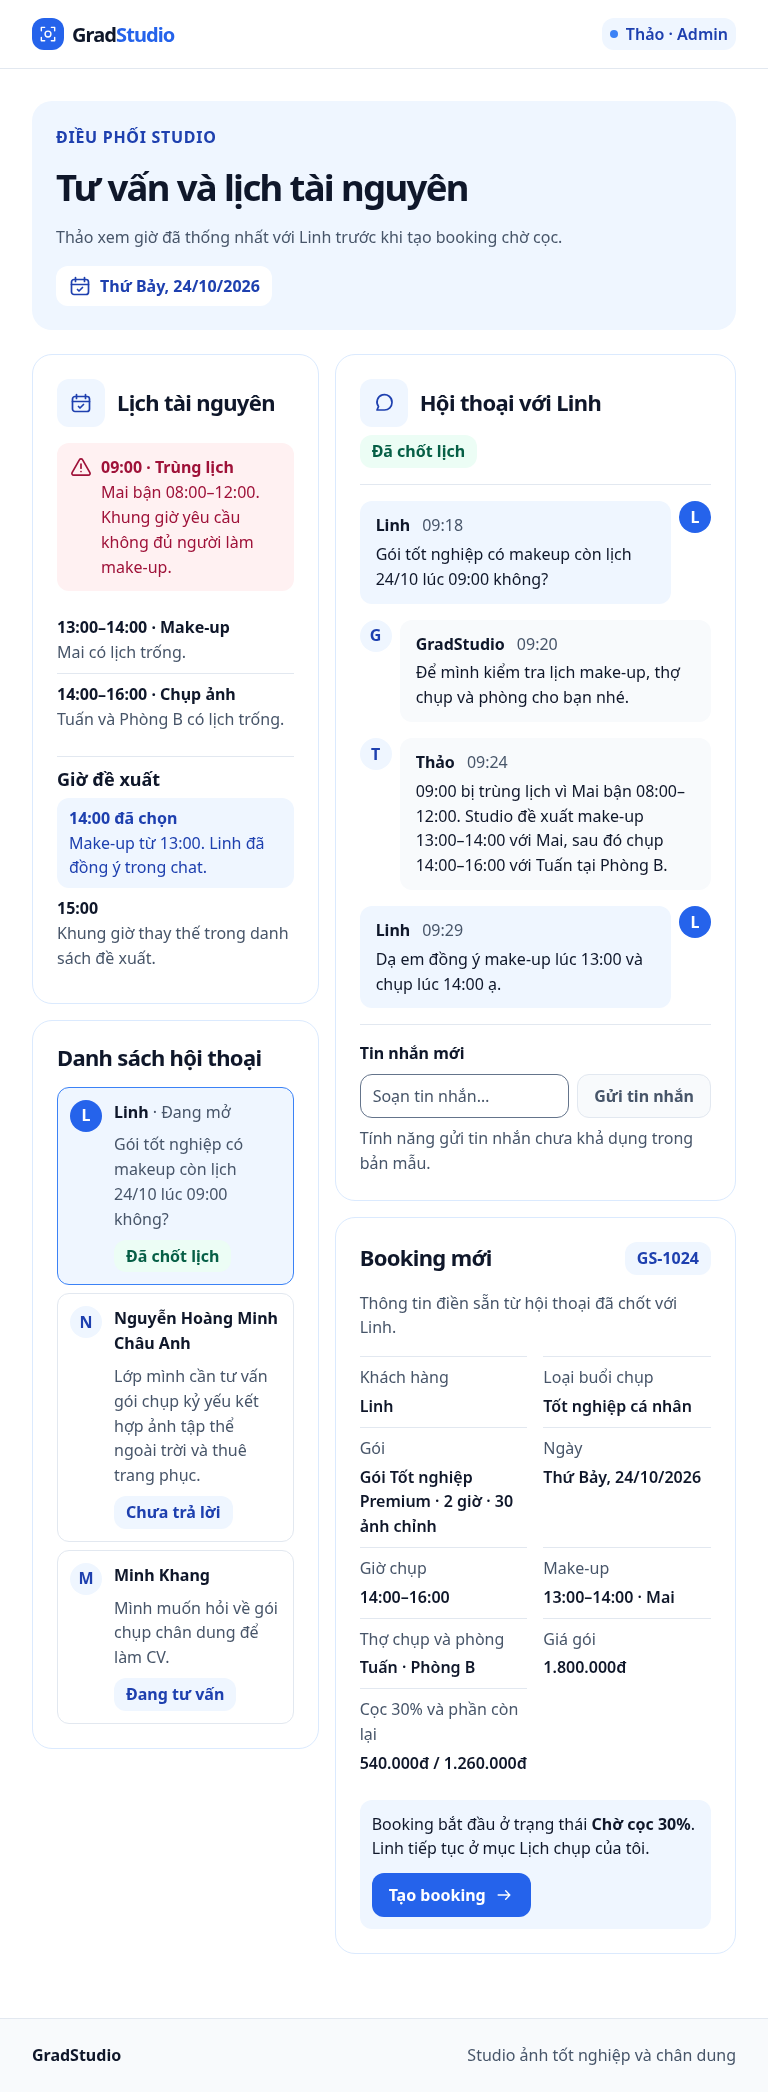 GradStudio
Thảo · Admin
ĐIỀU PHỐI STUDIO
Tư vấn và lịch tài nguyên
Thảo xem giờ đã thống nhất với Linh trước khi tạo booking chờ cọc.
Thứ Bảy, 24/10/2026
Lịch tài nguyên
09:00 · Trùng lịch
Mai bận 08:00–12:00.
Khung giờ yêu cầu
không đủ người làm
make-up.
13:00–14:00 · Make-up
Mai có lịch trống.
14:00–16:00 · Chụp ảnh
Tuấn và Phòng B có lịch trống.
Giờ đề xuất
14:00 đã chọn
Make-up từ 13:00. Linh đã
đồng ý trong chat.
15:00
Khung giờ thay thế trong danh
sách đề xuất.
Danh sách hội thoại
L
Linh · Đang mở
Gói tốt nghiệp có
makeup còn lịch
24/10 lúc 09:00
không?
Đã chốt lịch
N
Nguyễn Hoàng Minh
Châu Anh
Lớp mình cần tư vấn
gói chụp kỷ yếu kết
hợp ảnh tập thể
ngoài trời và thuê
trang phục.
Chưa trả lời
M
Minh Khang
Mình muốn hỏi về gói
chụp chân dung để
làm CV.
Đang tư vấn
Hội thoại với Linh
Đã chốt lịch
Linh 09:18
L
Gói tốt nghiệp có makeup còn lịch
24/10 lúc 09:00 không?
G
GradStudio 09:20
Để mình kiểm tra lịch make-up, thợ
chụp và phòng cho bạn nhé.
T
Thảo 09:24
09:00 bị trùng lịch vì Mai bận 08:00–
12:00. Studio đề xuất make-up
13:00–14:00 với Mai, sau đó chụp
14:00–16:00 với Tuấn tại Phòng B.
Linh 09:29
L
Dạ em đồng ý make-up lúc 13:00 và
chụp lúc 14:00 ạ.
Tin nhắn mới
Soạn tin nhắn...
Gửi tin nhắn
Tính năng gửi tin nhắn chưa khả dụng trong
bản mẫu.
Booking mới
GS-1024
Thông tin điền sẵn từ hội thoại đã chốt với
Linh.
Khách hàng
Linh
Loại buổi chụp
Tốt nghiệp cá nhân
Gói
Gói Tốt nghiệp
Premium · 2 giờ · 30
ảnh chỉnh
Ngày
Thứ Bảy, 24/10/2026
Giờ chụp
14:00–16:00
Make-up
13:00–14:00 · Mai
Thợ chụp và phòng
Tuấn · Phòng B
Giá gói
1.800.000đ
Cọc 30% và phần còn
lại
540.000đ / 1.260.000đ
Booking bắt đầu ở trạng thái Chờ cọc 30%.
Linh tiếp tục ở mục Lịch chụp của tôi.
Tạo booking →
GradStudio
Studio ảnh tốt nghiệp và chân dung